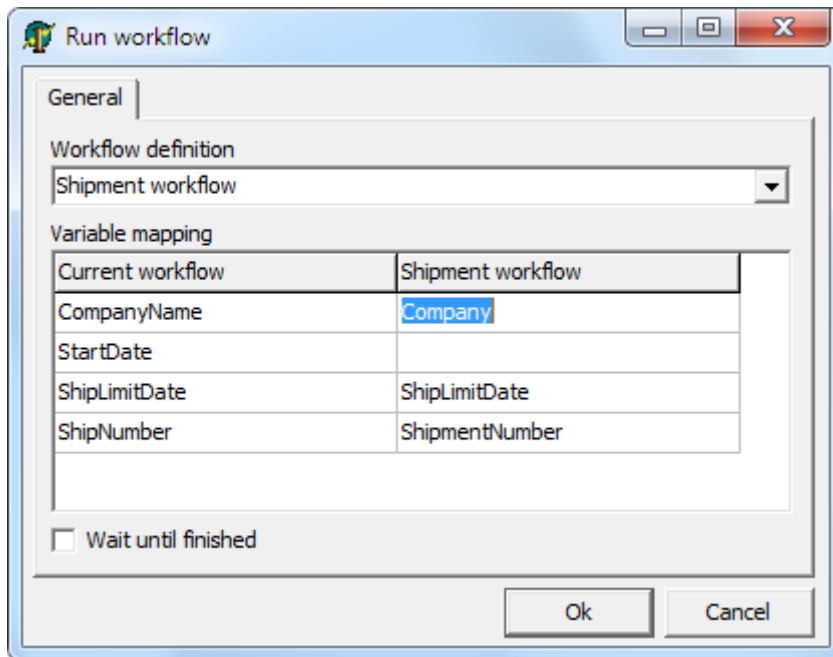 Run workflow
General
Workflow definition
Shipment workflow
Variable mapping
Current workflow Shipment workflow
CompanyName Company
StartDate
ShipLimitDate ShipLimitDate
ShipNumber ShipmentNumber
Wait until finished
Ok Cancel